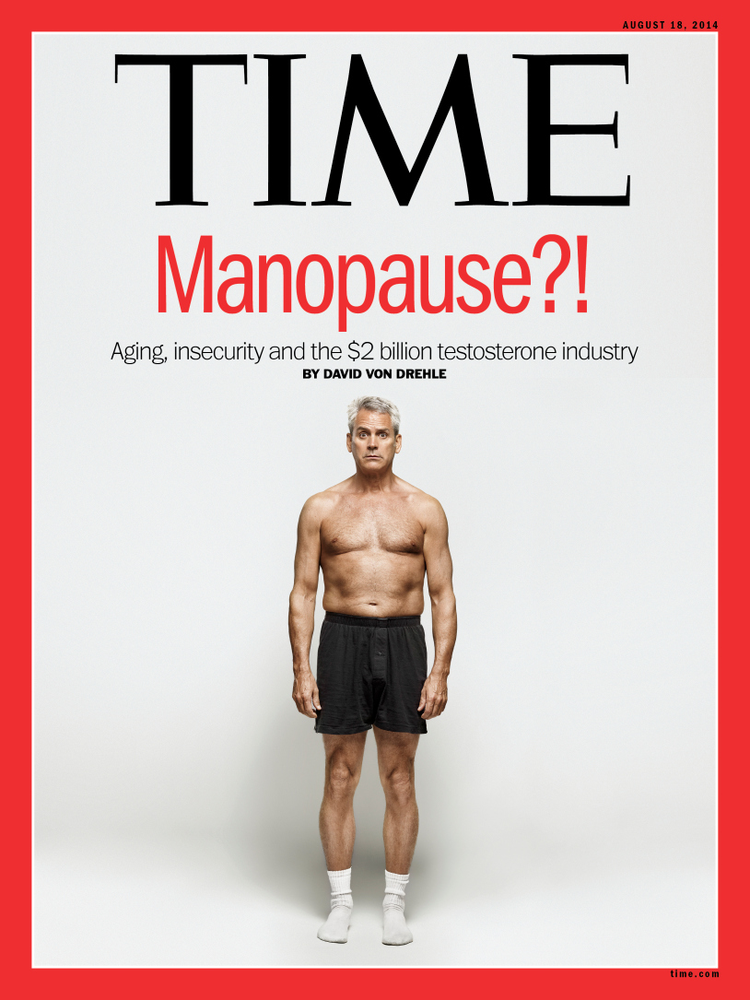 AUGUST 18, 2014
TIME
Manopause?!
Aging, insecurity and the $2 billion testosterone industry
BY DAVID VON DREHLE
time.com